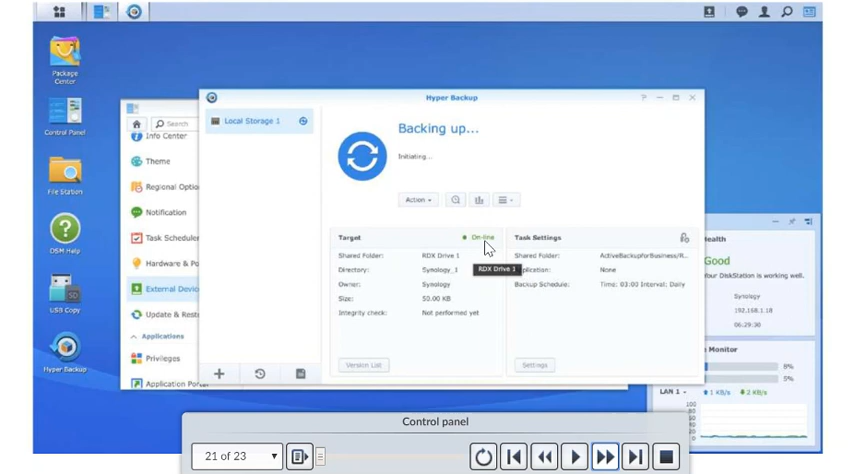 Package
Center
Control Panel
File Station
DSM Help
USB Copy
Hyper Backup
Search
Info Center
Theme
Regional Optio
Notification
Task Scheduler
Hardware & Po
External Devic
Update & Rest
Applications
Privileges
Application Portal
Hyper Backup
Local Storage 1
Backing up...
Initiating...
Action
Target
On-line
Shared Folder: RDX Drive 1
Directory: Synology_1
Owner: Synology
Size: 50.00 KB
Integrity check: Not performed yet
Version List
RDX Drive 1
Task Settings
Shared Folder: ActiveBackupforBusiness/R...
plication: None
Backup Schedule: Time: 03:00 Interval: Daily
Settings
Health
Good
Your DiskStation is working well.
Synology
192.168.1.18
06:29:30
Monitor
8%
5%
LAN 1
1 KB/s
2 KB/s
100
80
60
40
20
0
Control panel
21 of 23